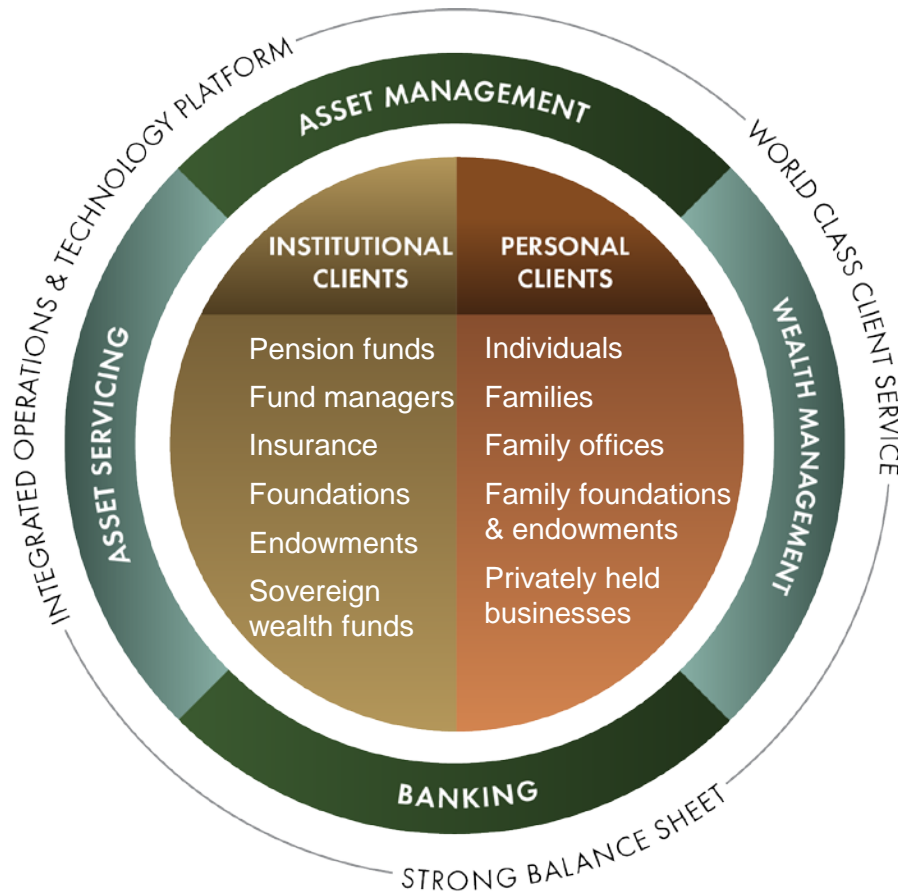 INTEGRATED OPERATIONS & TECHNOLOGY PLATFORM
WORLD CLASS CLIENT SERVICE
STRONG BALANCE SHEET
ASSET MANAGEMENT
WEALTH MANAGEMENT
BANKING
ASSET SERVICING
INSTITUTIONAL
CLIENTS
Pension funds
Fund managers
Insurance
Foundations
Endowments
Sovereign
wealth funds
PERSONAL
CLIENTS
Individuals
Families
Family offices
Family foundations
& endowments
Privately held
businesses